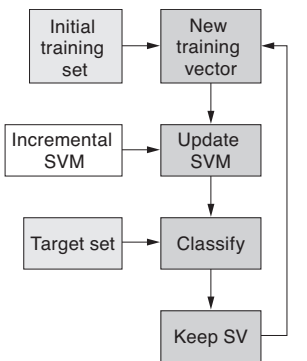 Initial
training
set
New
training
vector
Incremental
SVM
Update
SVM
Target set
Classify
Keep SV